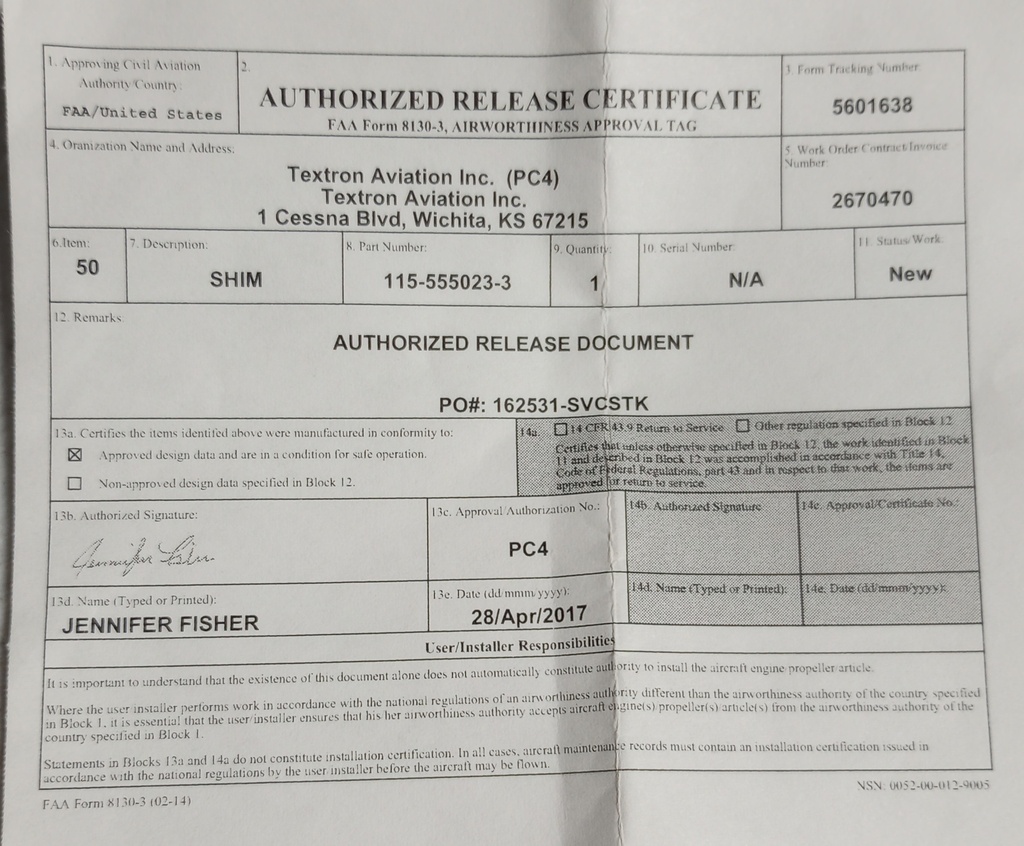 1. Approving Civil Aviation
Authority/Country:
FAA/United States
2.
AUTHORIZED RELEASE CERTIFICATE
FAA Form 8130-3, AIRWORTHINESS APPROVAL TAG
3. Form Tracking Number:
5601638
4. Oranization Name and Address:
Textron Aviation Inc. (PC4)
Textron Aviation Inc.
1 Cessna Blvd, Wichita, KS 67215
5. Work Order Contract/Invoice
Number:
2670470
6. Item:
50
7. Description:
SHIM
8. Part Number:
115-555023-3
9. Quantity:
1
10. Serial Number:
N/A
11. Status/Work:
New
12. Remarks:
AUTHORIZED RELEASE DOCUMENT
PO#: 162531-SVCSTK
13a. Certifies the items identifed above were manufactured in conformity to:
☒ Approved design data and are in a condition for safe operation.
☐ Non-approved design data specified in Block 12.
14a. ☐ 14 CFR 43.9 Return to Service ☐ Other regulation specified in Block 12
Certifies that unless otherwise specified in Block 12, the work identified in Block
11 and described in Block 12 was accomplished in accordance with Title 14,
Code of Federal Regulations, part 43 and in respect to that work, the items are
approved for return to service.
13b. Authorized Signature:
13c. Approval/Authorization No.:
PC4
14b. Authorized Signature
14c. Approval/Certificate No.:
13d. Name (Typed or Printed):
JENNIFER FISHER
13e. Date (dd/mmm/yyyy):
28/Apr/2017
14d. Name (Typed or Printed):
14e. Date (dd/mmm/yyyy):
User/Installer Responsibilities
It is important to understand that the existence of this document alone does not automatically constitute authority to install the aircraft engine propeller article.
Where the user installer performs work in accordance with the national regulations of an airworthiness authority different than the airworthiness authority of the country specified
in Block 1, it is essential that the user/installer ensures that his her airworthiness authority accepts aircraft engine(s) propeller(s) article(s) from the airworthiness authority of the
country specified in Block 1.
Statements in Blocks 13a and 14a do not constitute installation certification. In all cases, aircraft maintenance records must contain an installation certification issued in
accordance with the national regulations by the user installer before the aircraft may be flown.
FAA Form 8130-3 (02-14)
NSN: 0052-00-012-9005